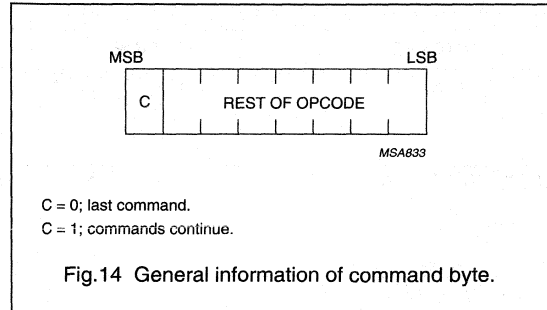 MSB LSB
C REST OF OPCODE
MSA833
C = 0; last command.
C = 1; commands continue.
Fig.14 General information of command byte.